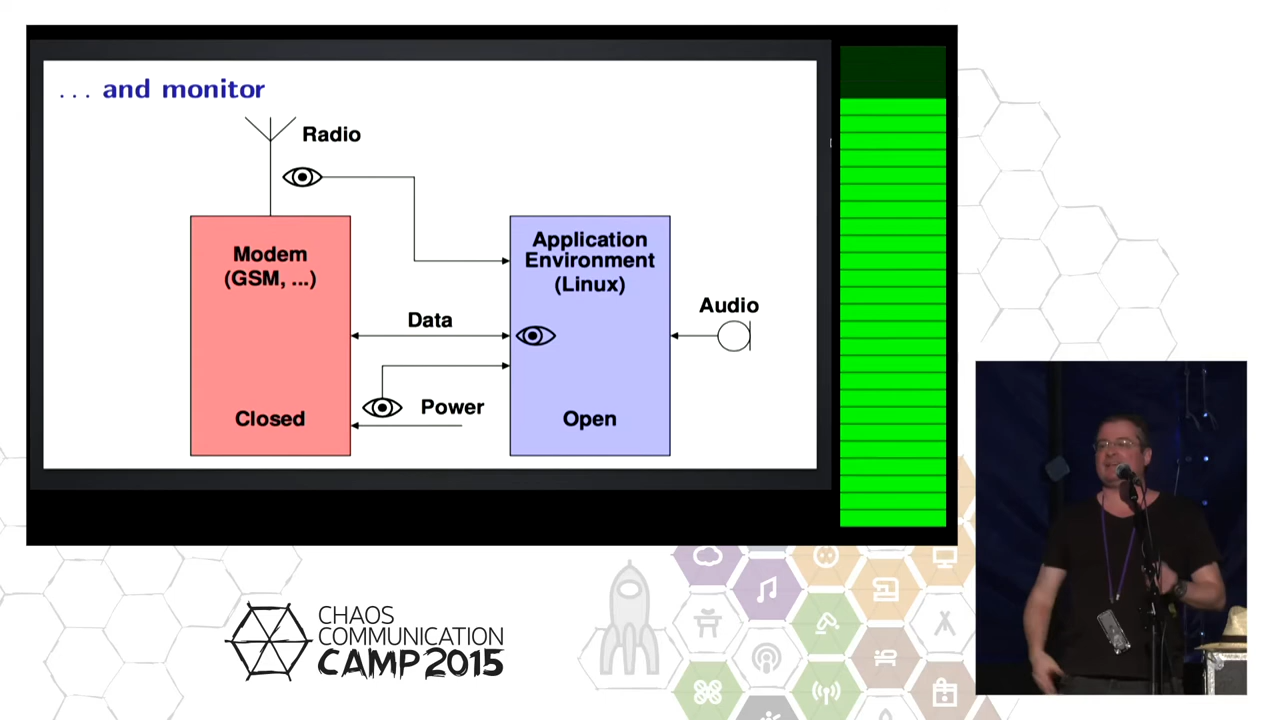 . . . and monitor
Radio
Modem
(GSM, ...)
Application
Environment
(Linux)
Audio
Data
Power
Closed
Open
CHAOS
COMMUNICATION
CAMP 2015